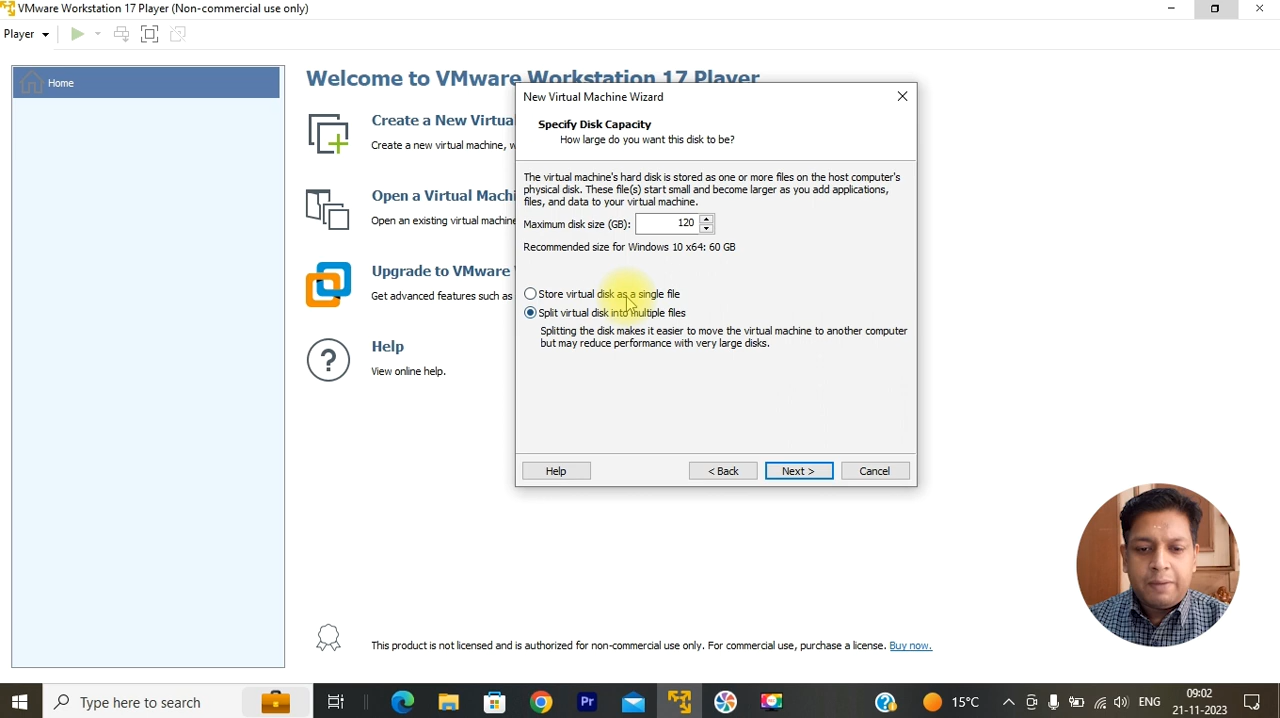 VMware Workstation 17 Player (Non-commercial use only)
Player
Home
Welcome to VMware Workstation 17 Player
Create a New Virtua
Create a new virtual machine, w
Open a Virtual Machi
Open an existing virtual machine
Upgrade to VMware
Get advanced features such as
Help
View online help.
New Virtual Machine Wizard
Specify Disk Capacity
How large do you want this disk to be?
The virtual machine's hard disk is stored as one or more files on the host computer's
physical disk. These file(s) start small and become larger as you add applications,
files, and data to your virtual machine.
Maximum disk size (GB): 120
Recommended size for Windows 10 x64: 60 GB
Store virtual disk as a single file
Split virtual disk into multiple files
Splitting the disk makes it easier to move the virtual machine to another computer
but may reduce performance with very large disks.
Help
< Back
Next >
Cancel
This product is not licensed and is authorized for non-commercial use only. For commercial use, purchase a license. Buy now.
Type here to search
Pr
15°C
ENG
09:02
21-11-2023